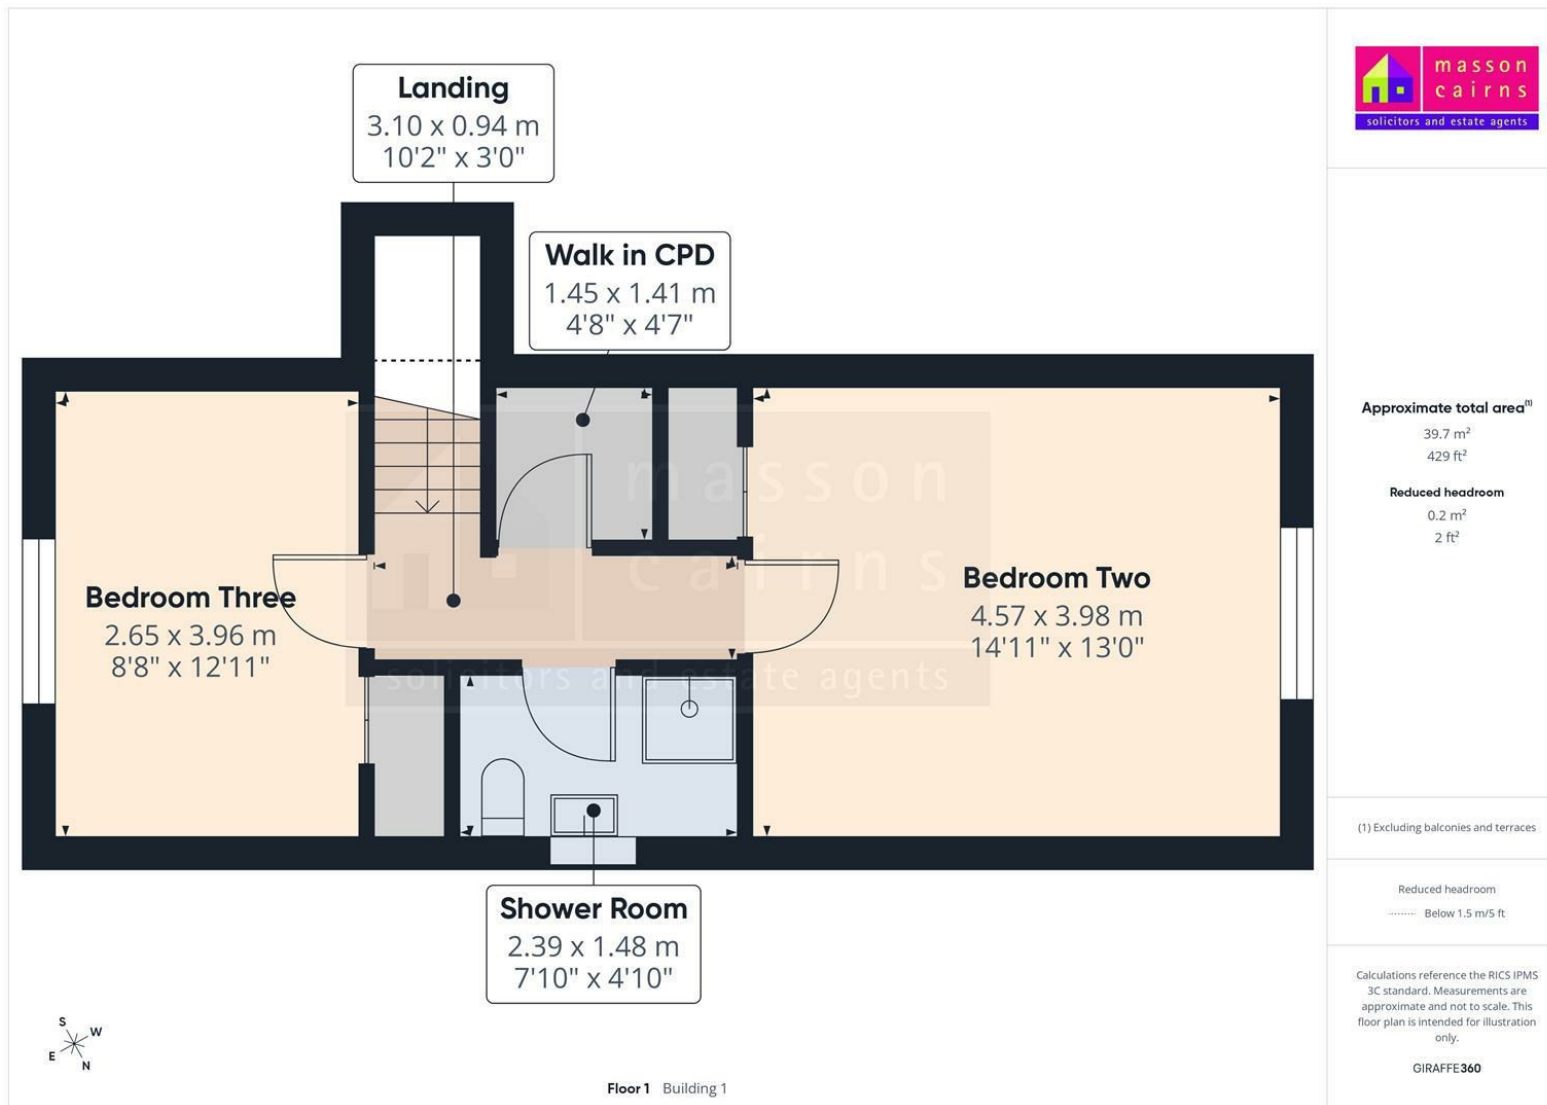 Landing
3.10 x 0.94 m
10'2" x 3'0"
Walk in CPD
1.45 x 1.41 m
4'8" x 4'7"
Bedroom Three
2.65 x 3.96 m
8'8" x 12'11"
Bedroom Two
4.57 x 3.98 m
14'11" x 13'0"
Shower Room
2.39 x 1.48 m
7'10" x 4'10"
masson
cairns
solicitors and estate agents
S
W
E
N
Floor 1 Building 1
masson
cairns
solicitors and estate agents
Approximate total area⁽¹⁾
39.7 m²
429 ft²
Reduced headroom
0.2 m²
2 ft²
(1) Excluding balconies and terraces
Reduced headroom
Below 1.5 m/5 ft
Calculations reference the RICS IPMS
3C standard. Measurements are
approximate and not to scale. This
floor plan is intended for illustration
only.
GIRAFFE360